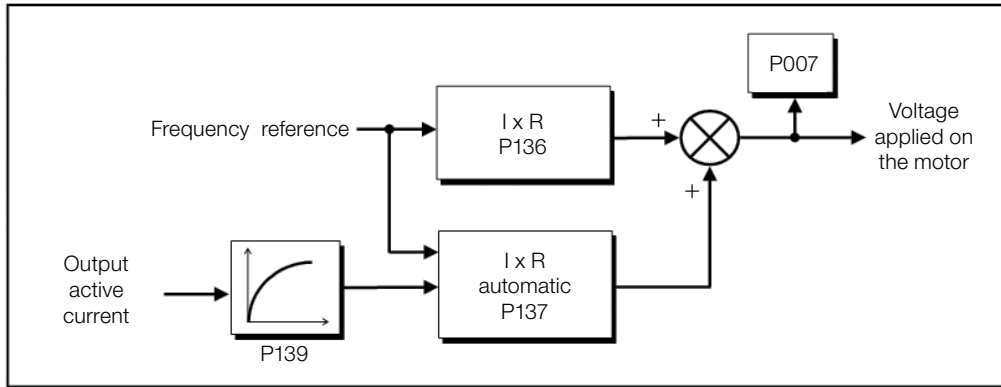 P007
Frequency reference
I x R
P136
+
Voltage
applied on
the motor
+
Output
active
current
P139
I x R
automatic
P137